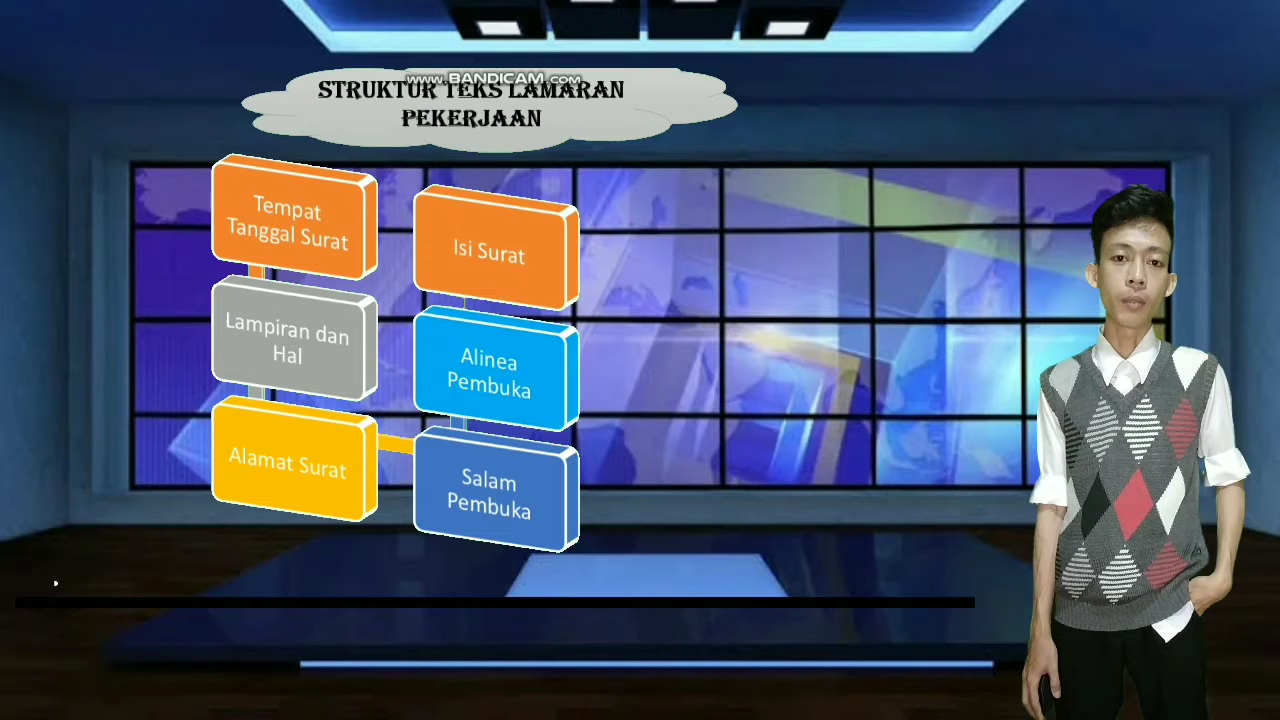 www.BANDICAM.com
STRUKTUR TEKS LAMARAN
PEKERJAAN
Tempat
Tanggal Surat
Lampiran dan
Hal
Alamat Surat
Salam
Pembuka
Alinea
Pembuka
Isi Surat